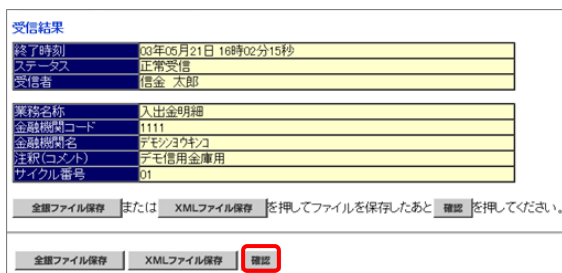 受信結果
終了時刻 03年05月21日 16時02分15秒
ステータス 正常受信
受信者 信金 太郎
業務名称 入出金明細
金融機関コード 1111
金融機関名 デモシンヨウキンコ
注釈(コメント) デモ信用金庫用
サイクル番号 01
全銀ファイル保存 または XMLファイル保存 を押してファイルを保存したあと 確認 を押してください。
全銀ファイル保存 XMLファイル保存 確認